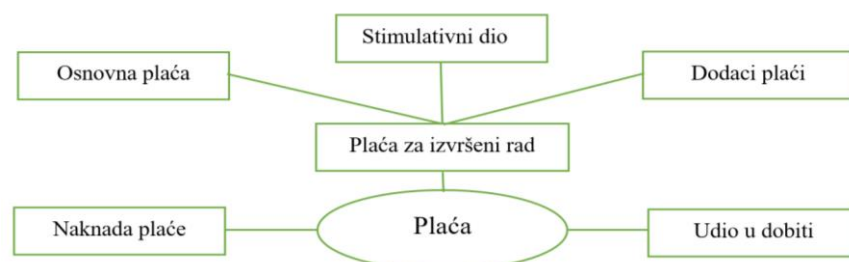 Stimulativni dio
Osnovna plaća
Dodaci plaći
Plaća za izvršeni rad
Naknada plaće
Plaća
Udio u dobiti